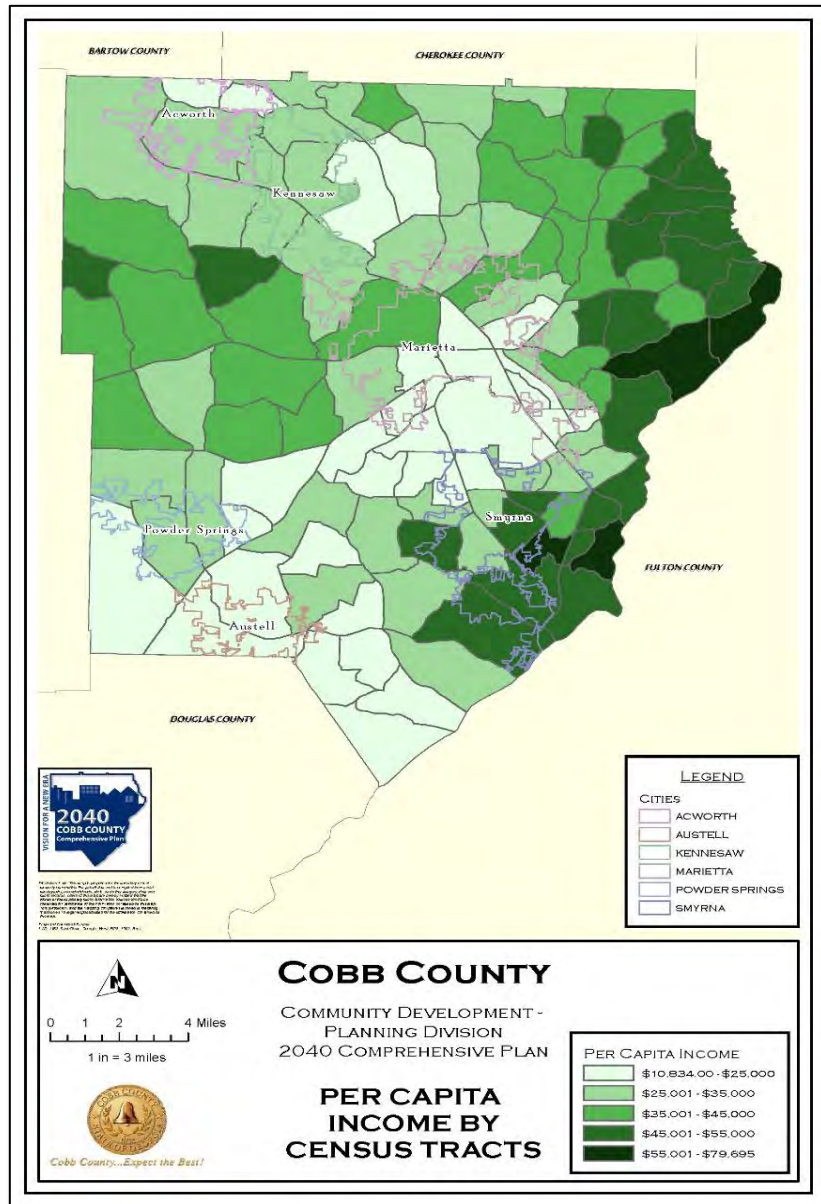 BARTOW COUNTY
CHEROKEE COUNTY
Acworth
Kennesaw
Marietta
Smyrna
Powder Springs
FULTON COUNTY
Austell
DOUGLAS COUNTY
VISION FOR A NEW ERA
2040
COBB COUNTY
Comprehensive Plan
LEGEND
CITIES
ACWORTH
AUSTELL
KENNESAW
MARIETTA
POWDER SPRINGS
SMYRNA
N
0 1 2 4 Miles
1 in = 3 miles
COBB COUNTY
Cobb County...Expect the Best!
COBB COUNTY
COMMUNITY DEVELOPMENT -
PLANNING DIVISION
2040 COMPREHENSIVE PLAN
PER CAPITA
INCOME BY
CENSUS TRACTS
PER CAPITA INCOME
$10,834.00 - $25,000
$25,001 - $35,000
$35,001 - $45,000
$45,001 - $55,000
$55,001 - $79,695